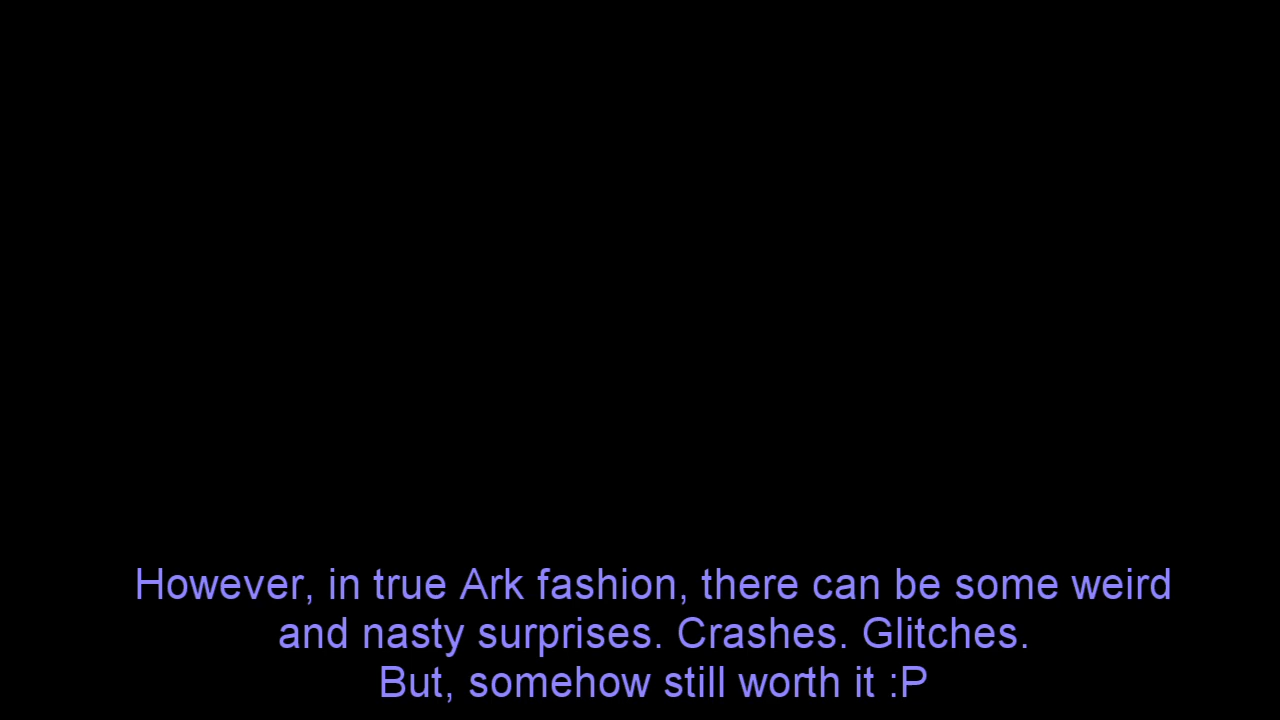 However, in true Ark fashion, there can be some weird
and nasty surprises. Crashes. Glitches.
But, somehow still worth it :P